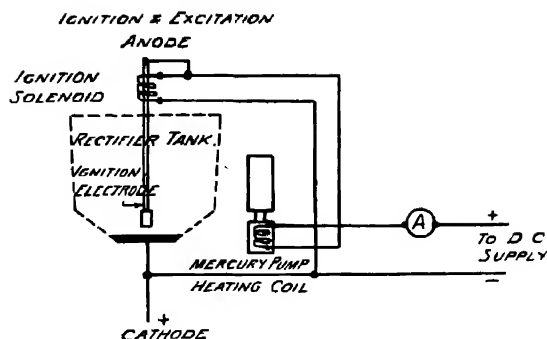 IGNITION & EXCITATION
ANODE
IGNITION
SOLENOID
RECTIFIER TANK.
IGNITION
ELECTRODE
A
+
TO D C
SUPPLY
−
MERCURY PUMP
HEATING COIL
+
CATHODE